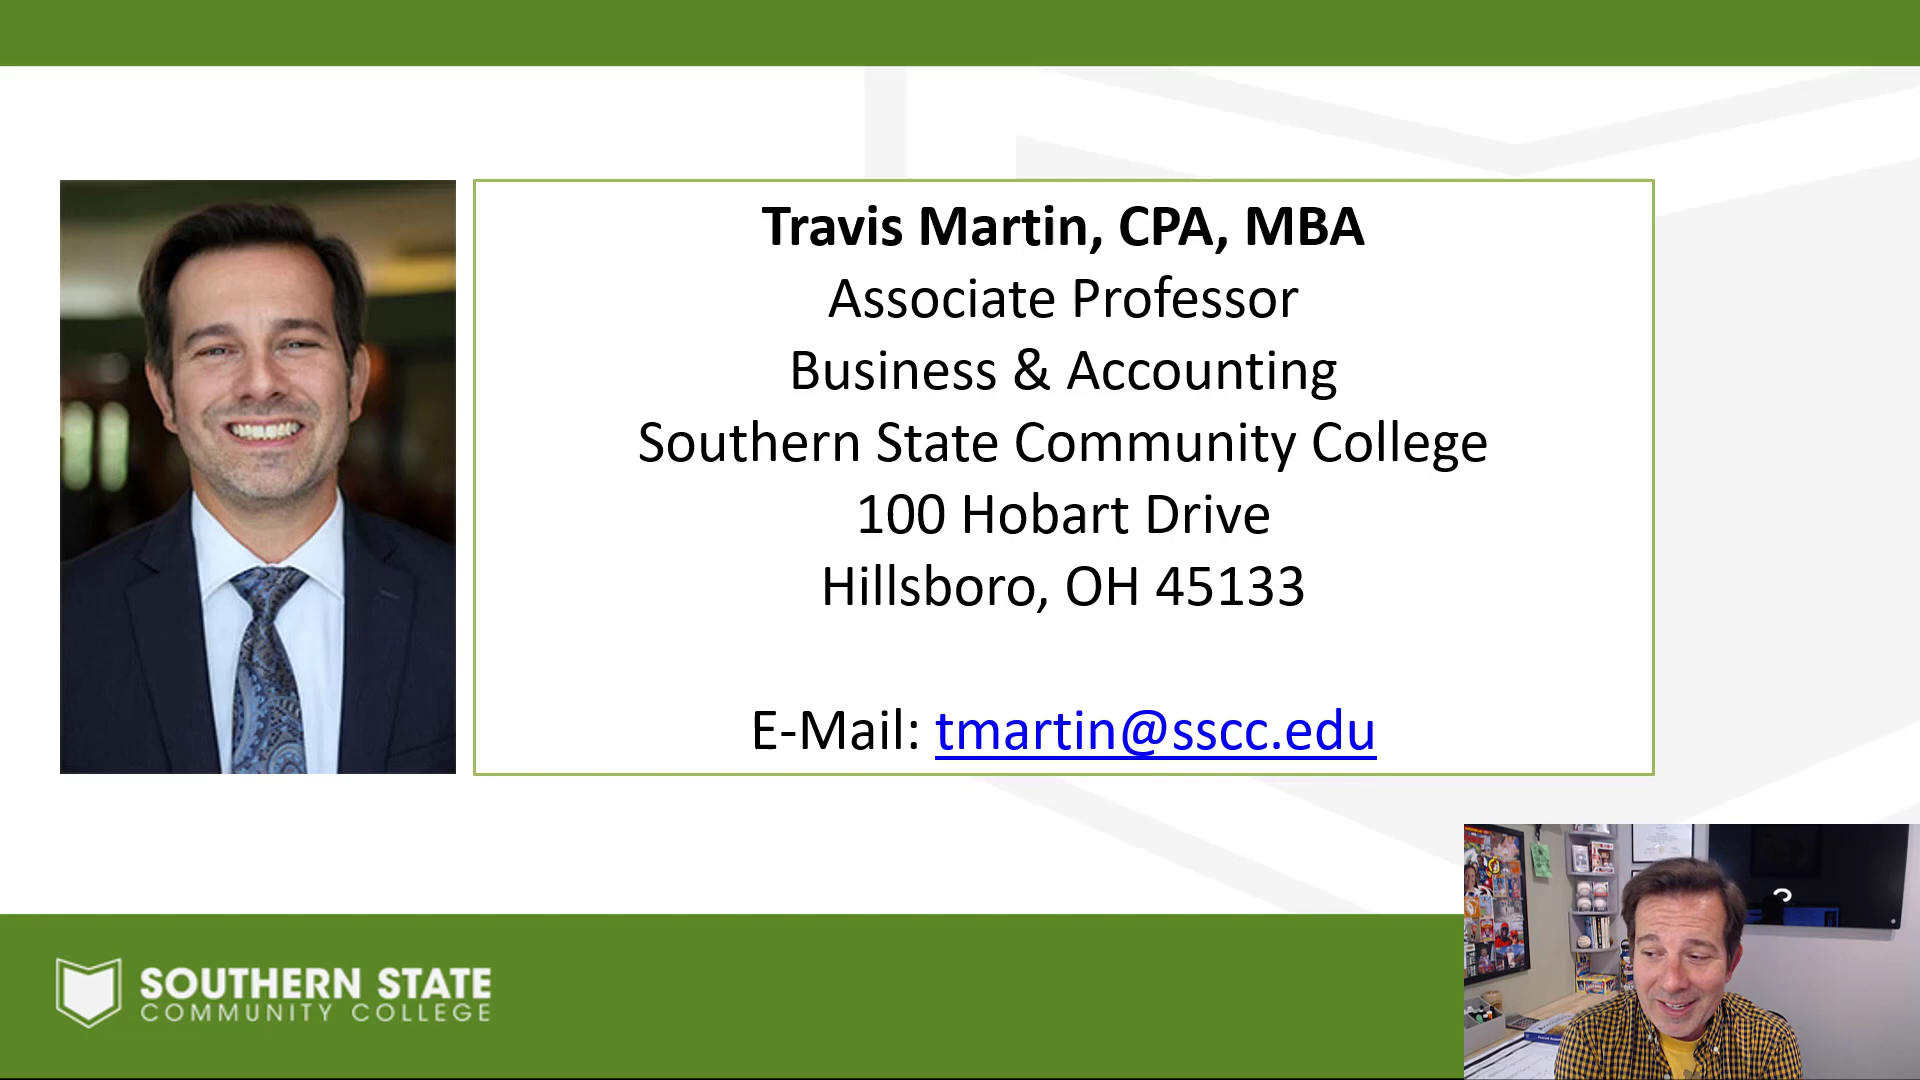 Travis Martin, CPA, MBA
Associate Professor
Business & Accounting
Southern State Community College
100 Hobart Drive
Hillsboro, OH 45133
E-Mail: tmartin@sscc.edu
SOUTHERN STATE
COMMUNITY COLLEGE